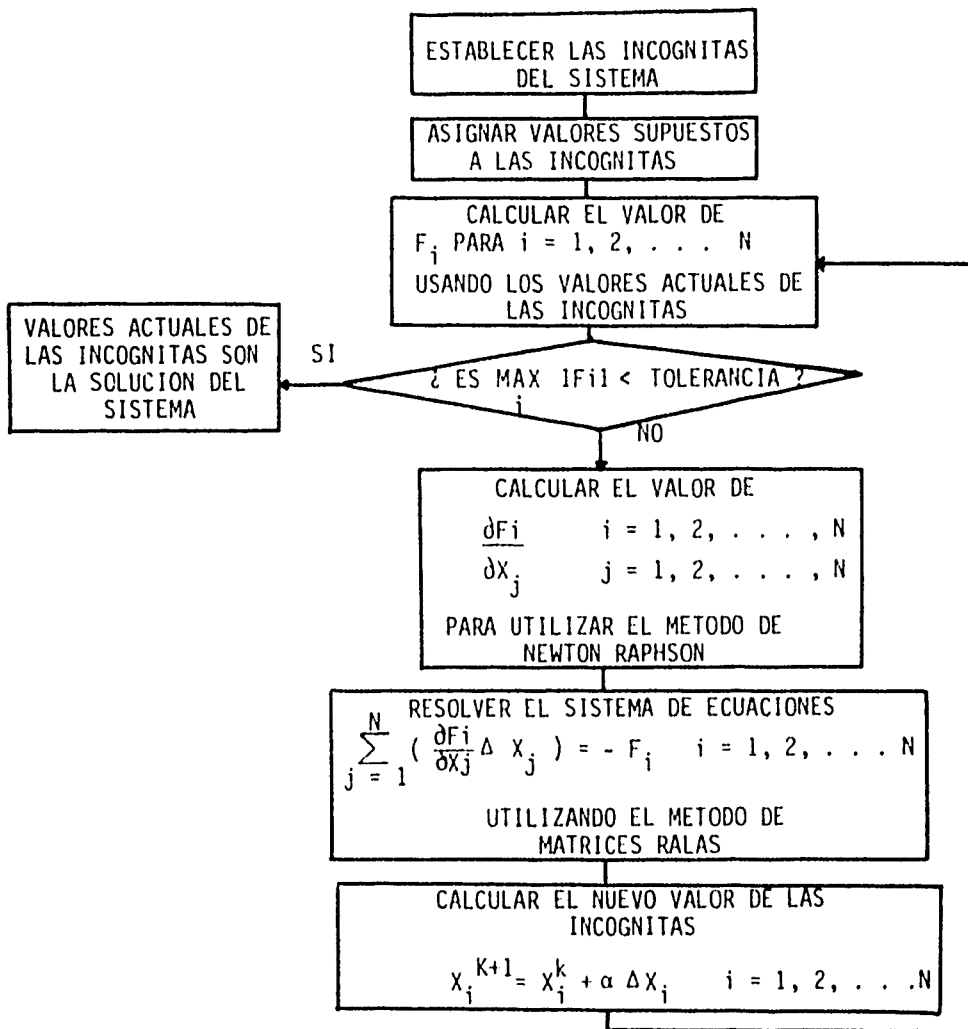 ESTABLECER LAS INCOGNITAS
DEL SISTEMA
ASIGNAR VALORES SUPUESTOS
A LAS INCOGNITAS
CALCULAR EL VALOR DE
F_i PARA i = 1, 2, . . . N
USANDO LOS VALORES ACTUALES DE
LAS INCOGNITAS
VALORES ACTUALES DE
LAS INCOGNITAS SON
LA SOLUCION DEL
SISTEMA
SI
¿ ES MAX |Fi| < TOLERANCIA ?
i
NO
CALCULAR EL VALOR DE
∂Fi i = 1, 2, . . . . , N
∂X_j j = 1, 2, . . . . , N
PARA UTILIZAR EL METODO DE
NEWTON RAPHSON
RESOLVER EL SISTEMA DE ECUACIONES
N
∑ ( ∂Fi/∂Xj Δ X_j ) = - F_i i = 1, 2, . . . N
j = 1
UTILIZANDO EL METODO DE
MATRICES RALAS
CALCULAR EL NUEVO VALOR DE LAS
INCOGNITAS
X_i^K+1 = X_i^k + α ΔX_i i = 1, 2, . . .N